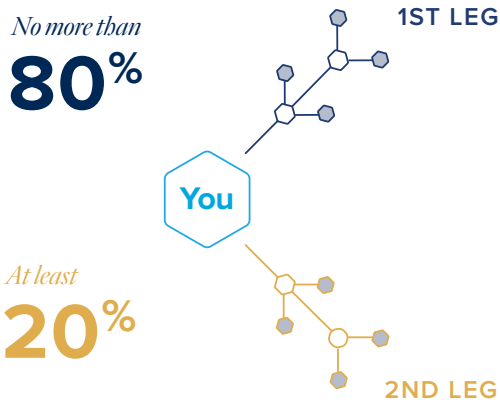 No more than
80%
1ST LEG
You
At least
20%
2ND LEG